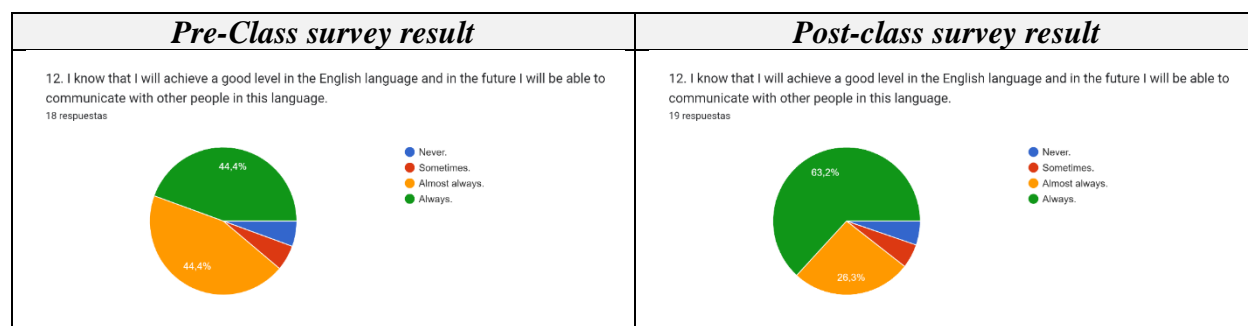 Pre-Class survey result
Post-class survey result
12. I know that I will achieve a good level in the English language and in the future I will be able to
communicate with other people in this language.
18 respuestas
44,4%
44,4%
Never.
Sometimes.
Almost always.
Always.
12. I know that I will achieve a good level in the English language and in the future I will be able to
communicate with other people in this language.
19 respuestas
63,2%
26,3%
Never.
Sometimes.
Almost always.
Always.